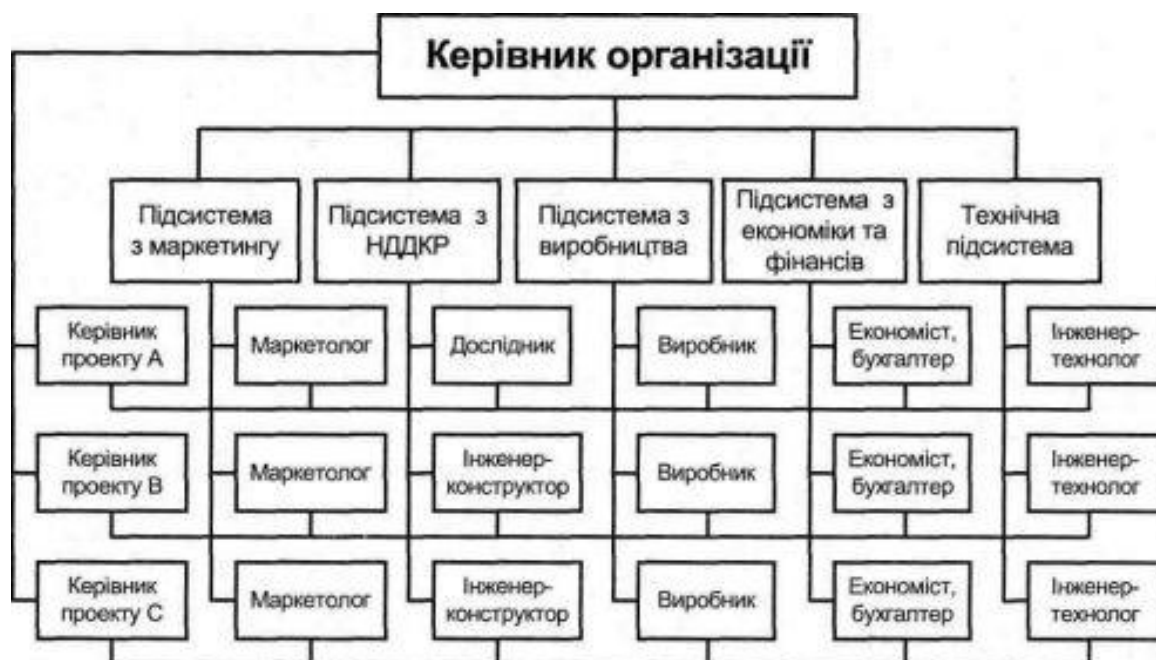 Керівник організації
Підсистема
з маркетингу
Підсистема з
НДДКР
Підсистема з
виробництва
Підсистема з
економіки та
фінансів
Технічна
підсистема
Керівник
проекту А
Маркетолог
Дослідник
Виробник
Економіст,
бухгалтер
Інженер-
технолог
Керівник
проекту В
Маркетолог
Інженер-
конструктор
Виробник
Економіст,
бухгалтер
Інженер-
технолог
Керівник
проекту С
Маркетолог
Інженер-
конструктор
Виробник
Економіст,
бухгалтер
Інженер-
технолог